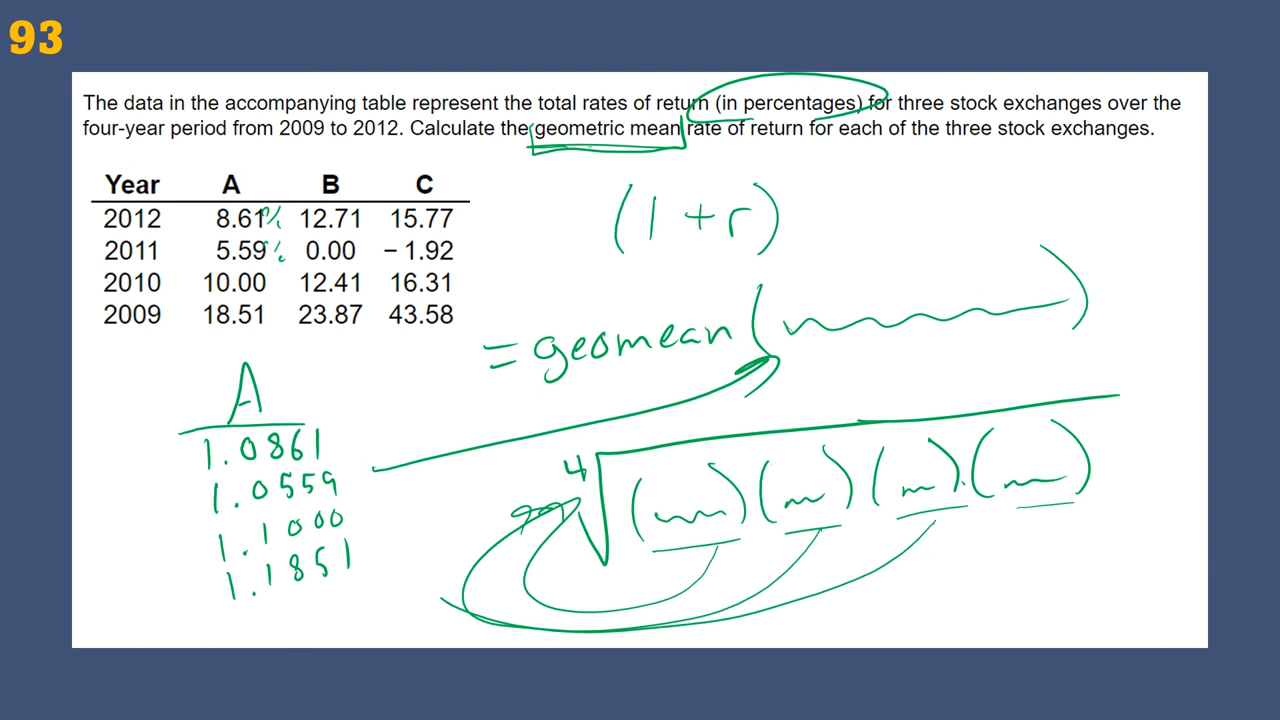 93
The data in the accompanying table represent the total rates of return (in percentages) for three stock exchanges over the
four-year period from 2009 to 2012. Calculate the geometric mean rate of return for each of the three stock exchanges.
Year A B C
2012 8.61% 12.71 15.77
2011 5.59% 0.00 − 1.92
2010 10.00 12.41 16.31
2009 18.51 23.87 43.58
(1 + r)
= geomean ( )
A
1.0861
1.0559
1.1000
1.1851
4√( )( )( ).( )